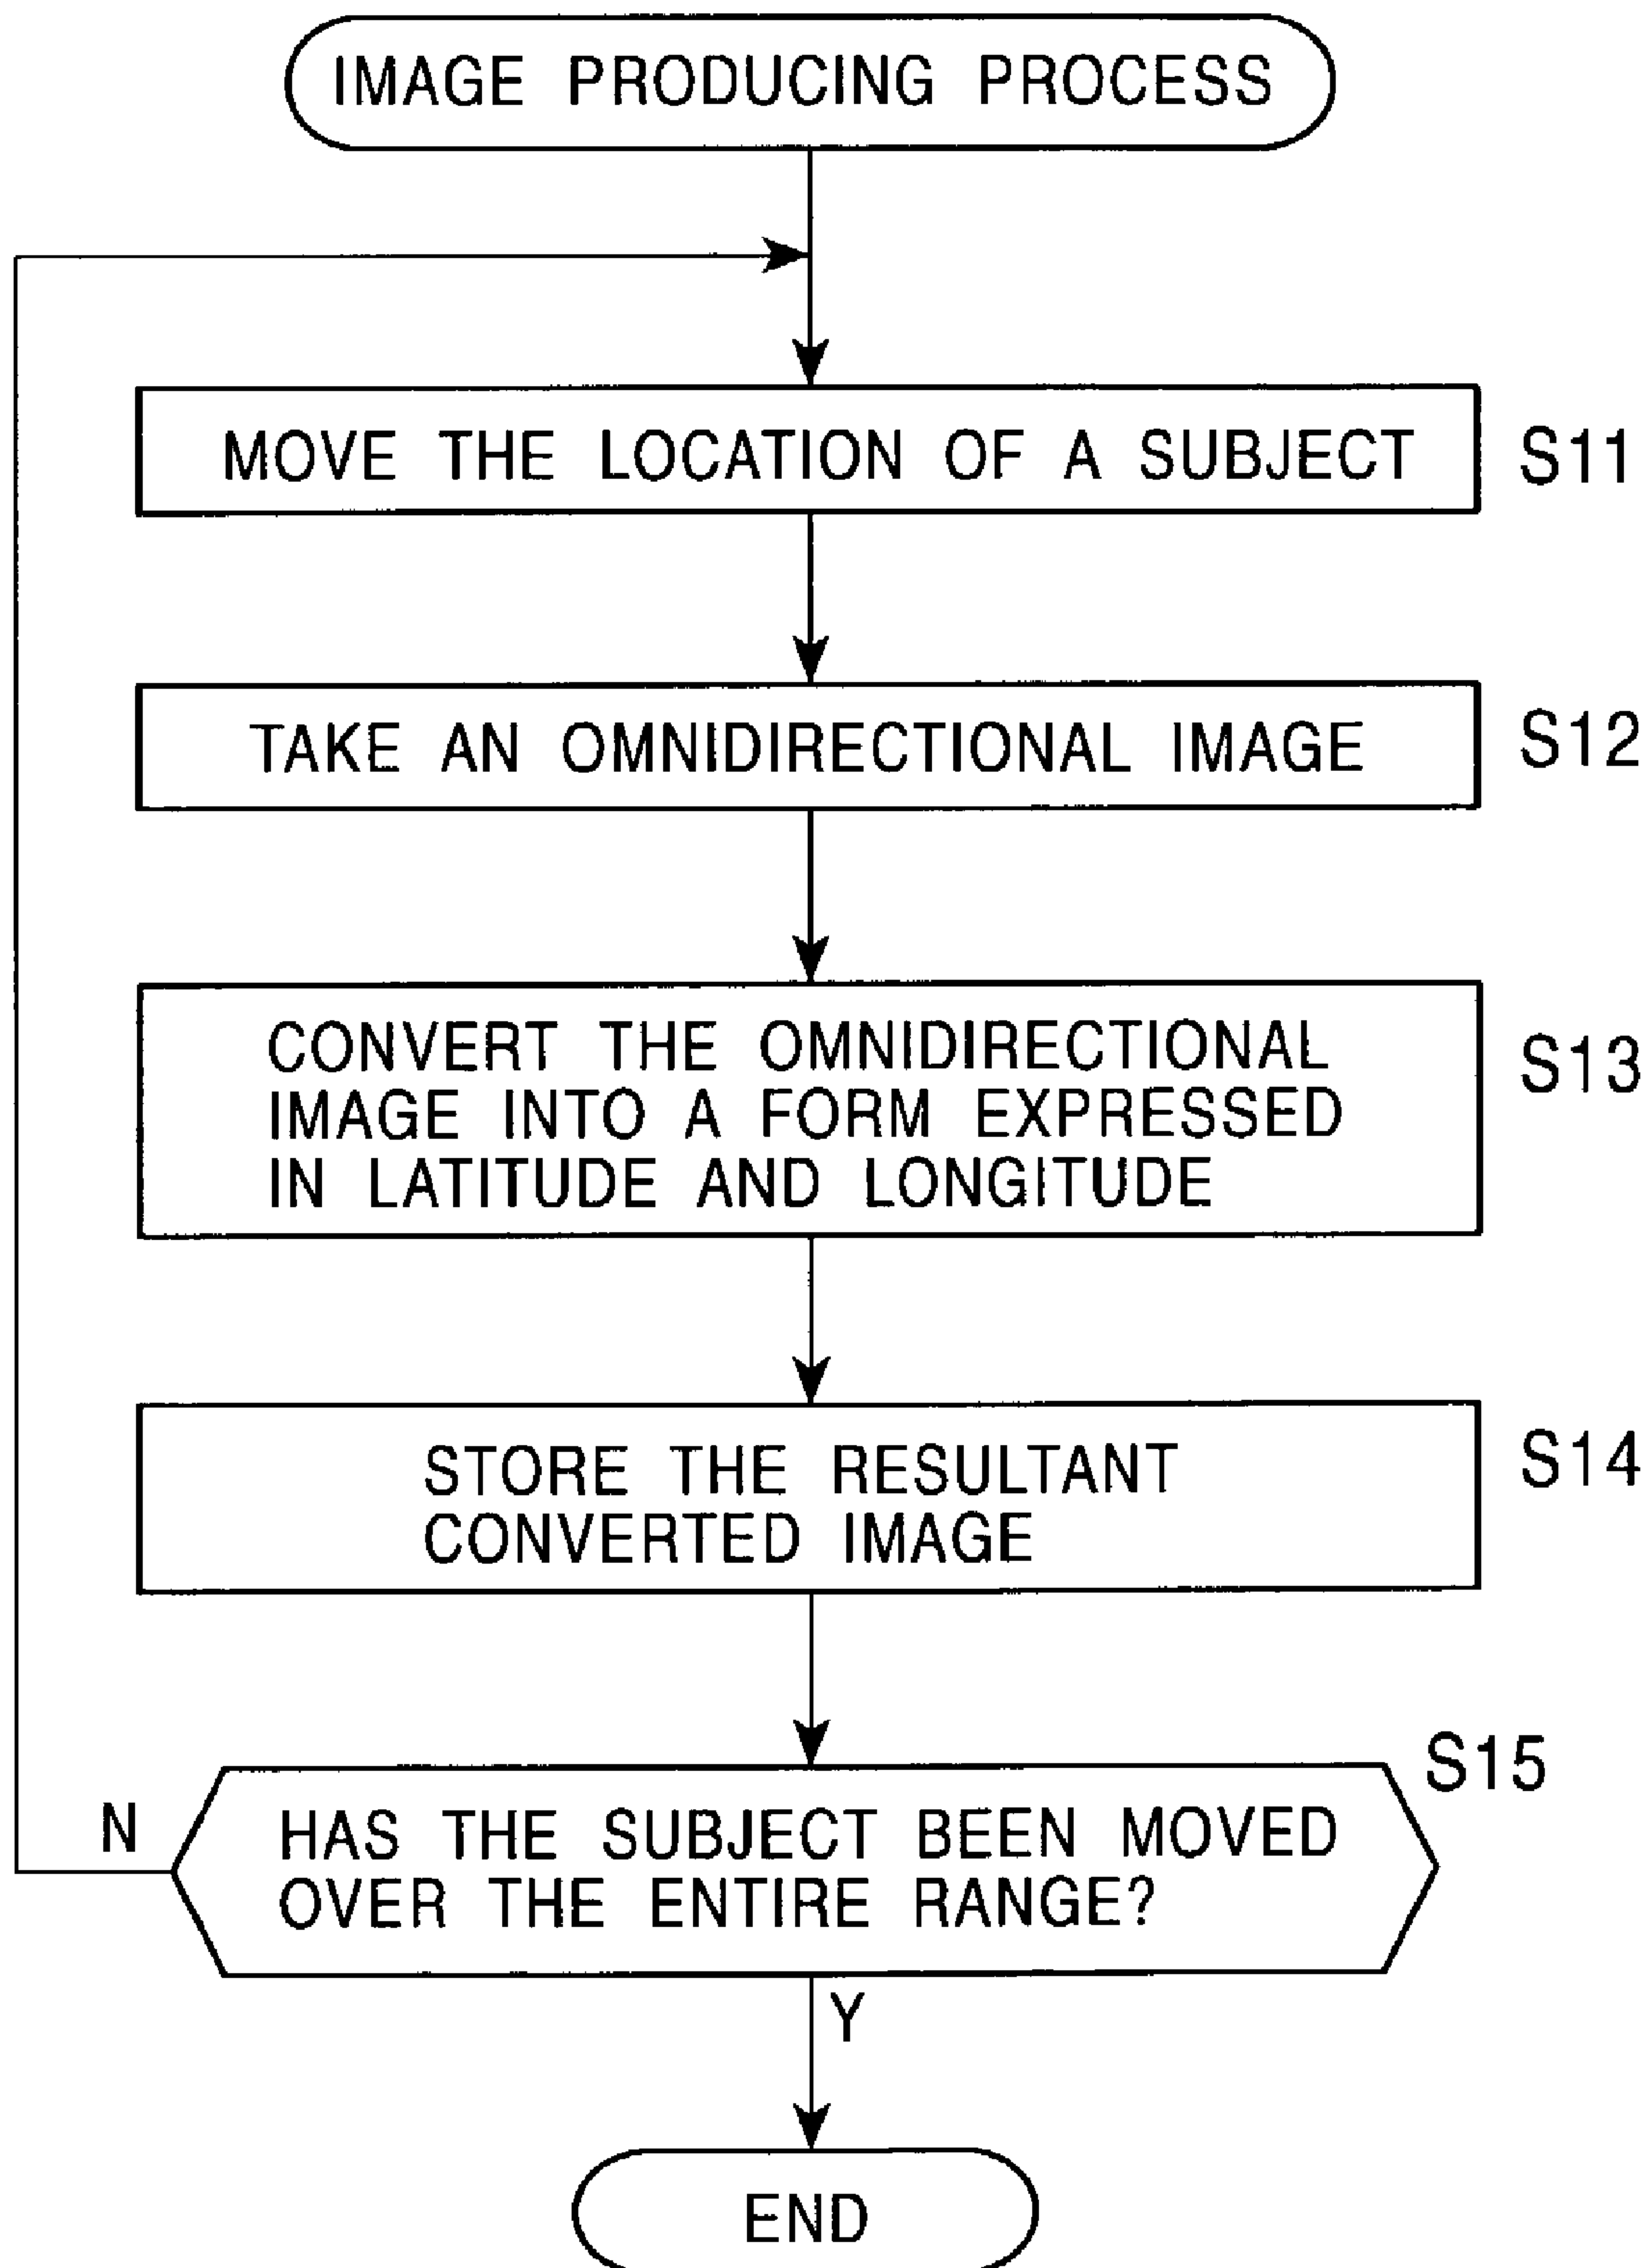 IMAGE PRODUCING PROCESS
MOVE THE LOCATION OF A SUBJECT
S11
TAKE AN OMNIDIRECTIONAL IMAGE
S12
CONVERT THE OMNIDIRECTIONAL
IMAGE INTO A FORM EXPRESSED
IN LATITUDE AND LONGITUDE
S13
STORE THE RESULTANT
CONVERTED IMAGE
S14
S15
HAS THE SUBJECT BEEN MOVED
OVER THE ENTIRE RANGE?
N
Y
END